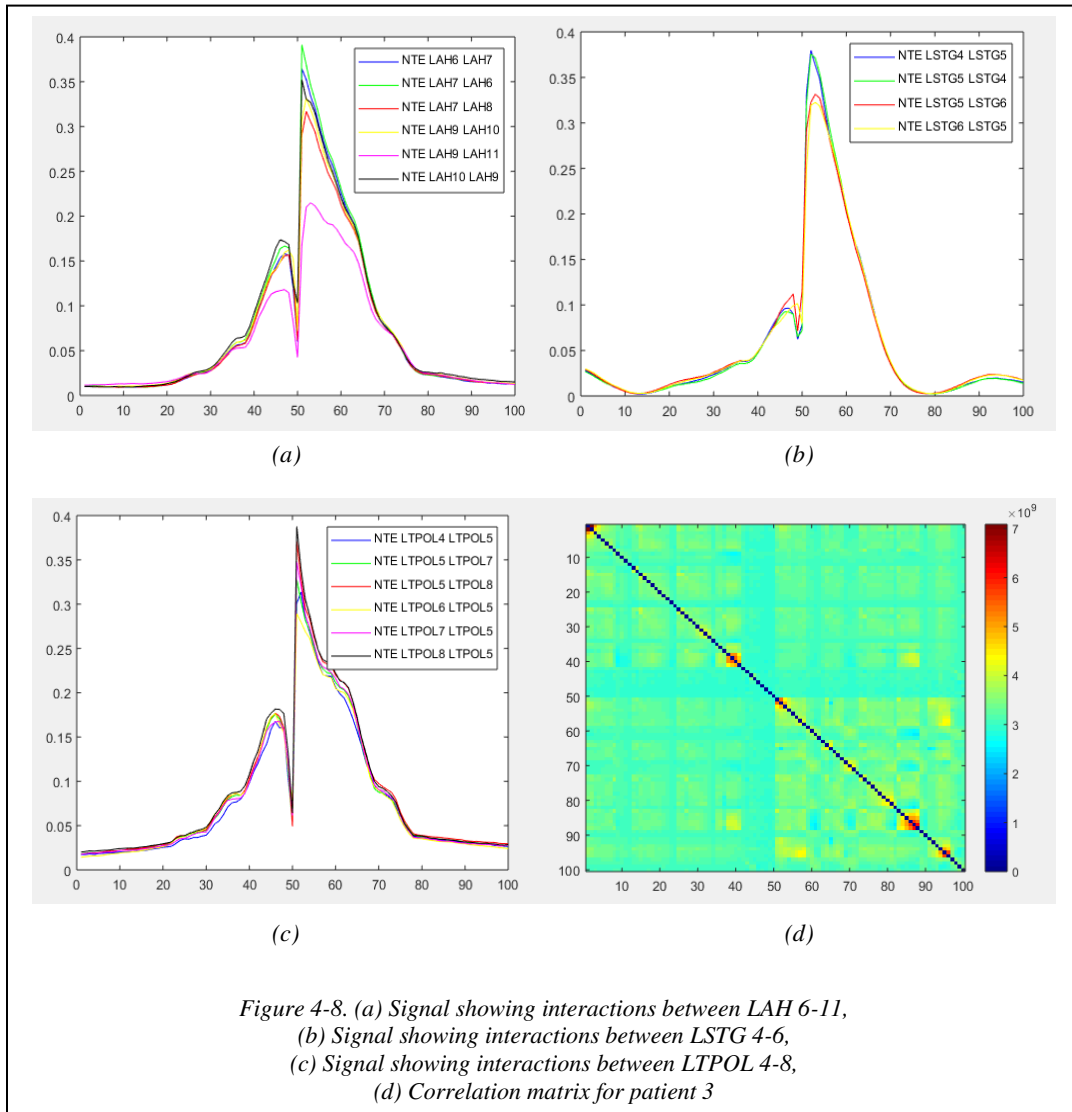 0.4
0.35
0.3
0.25
0.2
0.15
0.1
0.05
0
0 10 20 30 40 50 60 70 80 90 100
NTE LAH6 LAH7
NTE LAH7 LAH6
NTE LAH7 LAH8
NTE LAH9 LAH10
NTE LAH9 LAH11
NTE LAH10 LAH9
(a)
0.4
0.35
0.3
0.25
0.2
0.15
0.1
0.05
0
0 10 20 30 40 50 60 70 80 90 100
NTE LSTG4 LSTG5
NTE LSTG5 LSTG4
NTE LSTG5 LSTG6
NTE LSTG6 LSTG5
(b)
0.4
0.35
0.3
0.25
0.2
0.15
0.1
0.05
0
0 10 20 30 40 50 60 70 80 90 100
NTE LTPOL4 LTPOL5
NTE LTPOL5 LTPOL7
NTE LTPOL5 LTPOL8
NTE LTPOL6 LTPOL5
NTE LTPOL7 LTPOL5
NTE LTPOL8 LTPOL5
(c)
10
20
30
40
50
60
70
80
90
100
10 20 30 40 50 60 70 80 90 100
×10^9
7
6
5
4
3
2
1
0
(d)
Figure 4-8. (a) Signal showing interactions between LAH 6-11,
(b) Signal showing interactions between LSTG 4-6,
(c) Signal showing interactions between LTPOL 4-8,
(d) Correlation matrix for patient 3